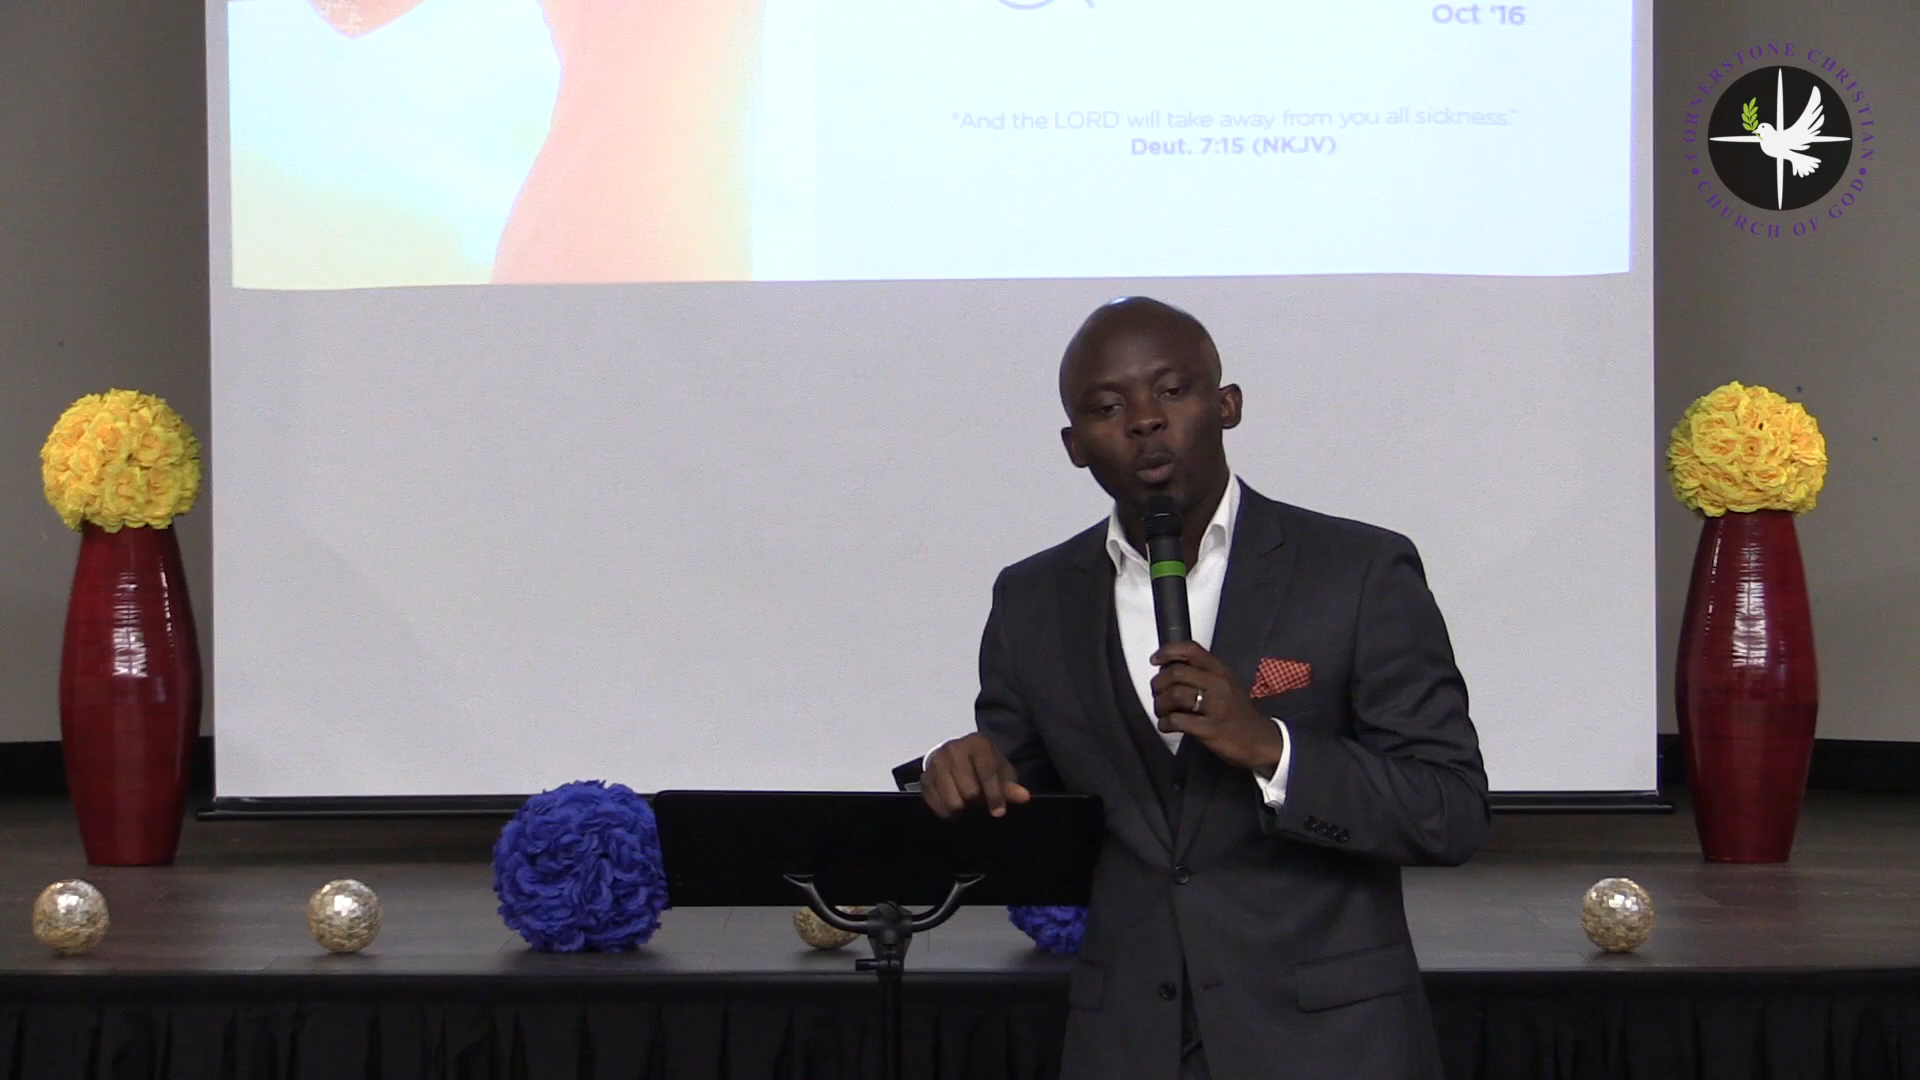 Oct '16
"And the LORD will take away from you all sickness."
Deut. 7:15 (NKJV)
CORNERSTONE CHRISTIAN
• CHURCH OF GOD •